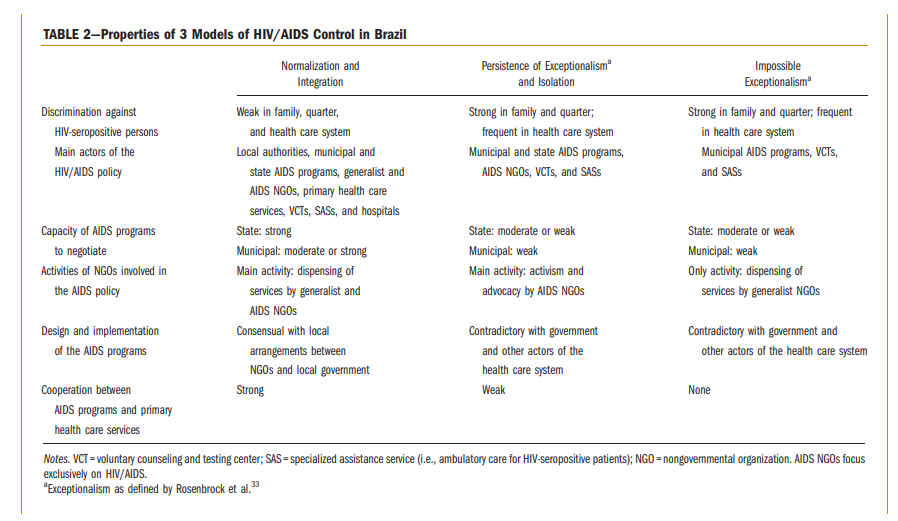 TABLE 2—Properties of 3 Models of HIV/AIDS Control in Brazil
Normalization and Integration
Persistence of Exceptionalismᵃ and Isolation
Impossible Exceptionalismᵃ
Discrimination against HIV-seropositive persons
Weak in family, quarter, and health care system
Strong in family and quarter; frequent in health care system
Strong in family and quarter; frequent in health care system
Main actors of the HIV/AIDS policy
Local authorities, municipal and state AIDS programs, generalist and AIDS NGOs, primary health care services, VCTs, SASs, and hospitals
Municipal and state AIDS programs, AIDS NGOs, VCTs, and SASs
Municipal AIDS programs, VCTs, and SASs
Capacity of AIDS programs to negotiate
State: strong
Municipal: moderate or strong
State: moderate or weak
Municipal: weak
State: moderate or weak
Municipal: weak
Activities of NGOs involved in the AIDS policy
Main activity: dispensing of services by generalist and AIDS NGOs
Main activity: activism and advocacy by AIDS NGOs
Only activity: dispensing of services by generalist NGOs
Design and implementation of the AIDS programs
Consensual with local arrangements between NGOs and local government
Contradictory with government and other actors of the health care system
Contradictory with government and other actors of the health care system
Cooperation between AIDS programs and primary health care services
Strong
Weak
None
Notes. VCT = voluntary counseling and testing center; SAS = specialized assistance service (i.e., ambulatory care for HIV-seropositive patients); NGO = nongovernmental organization. AIDS NGOs focus
exclusively on HIV/AIDS.
ᵃExceptionalism as defined by Rosenbrock et al.³³